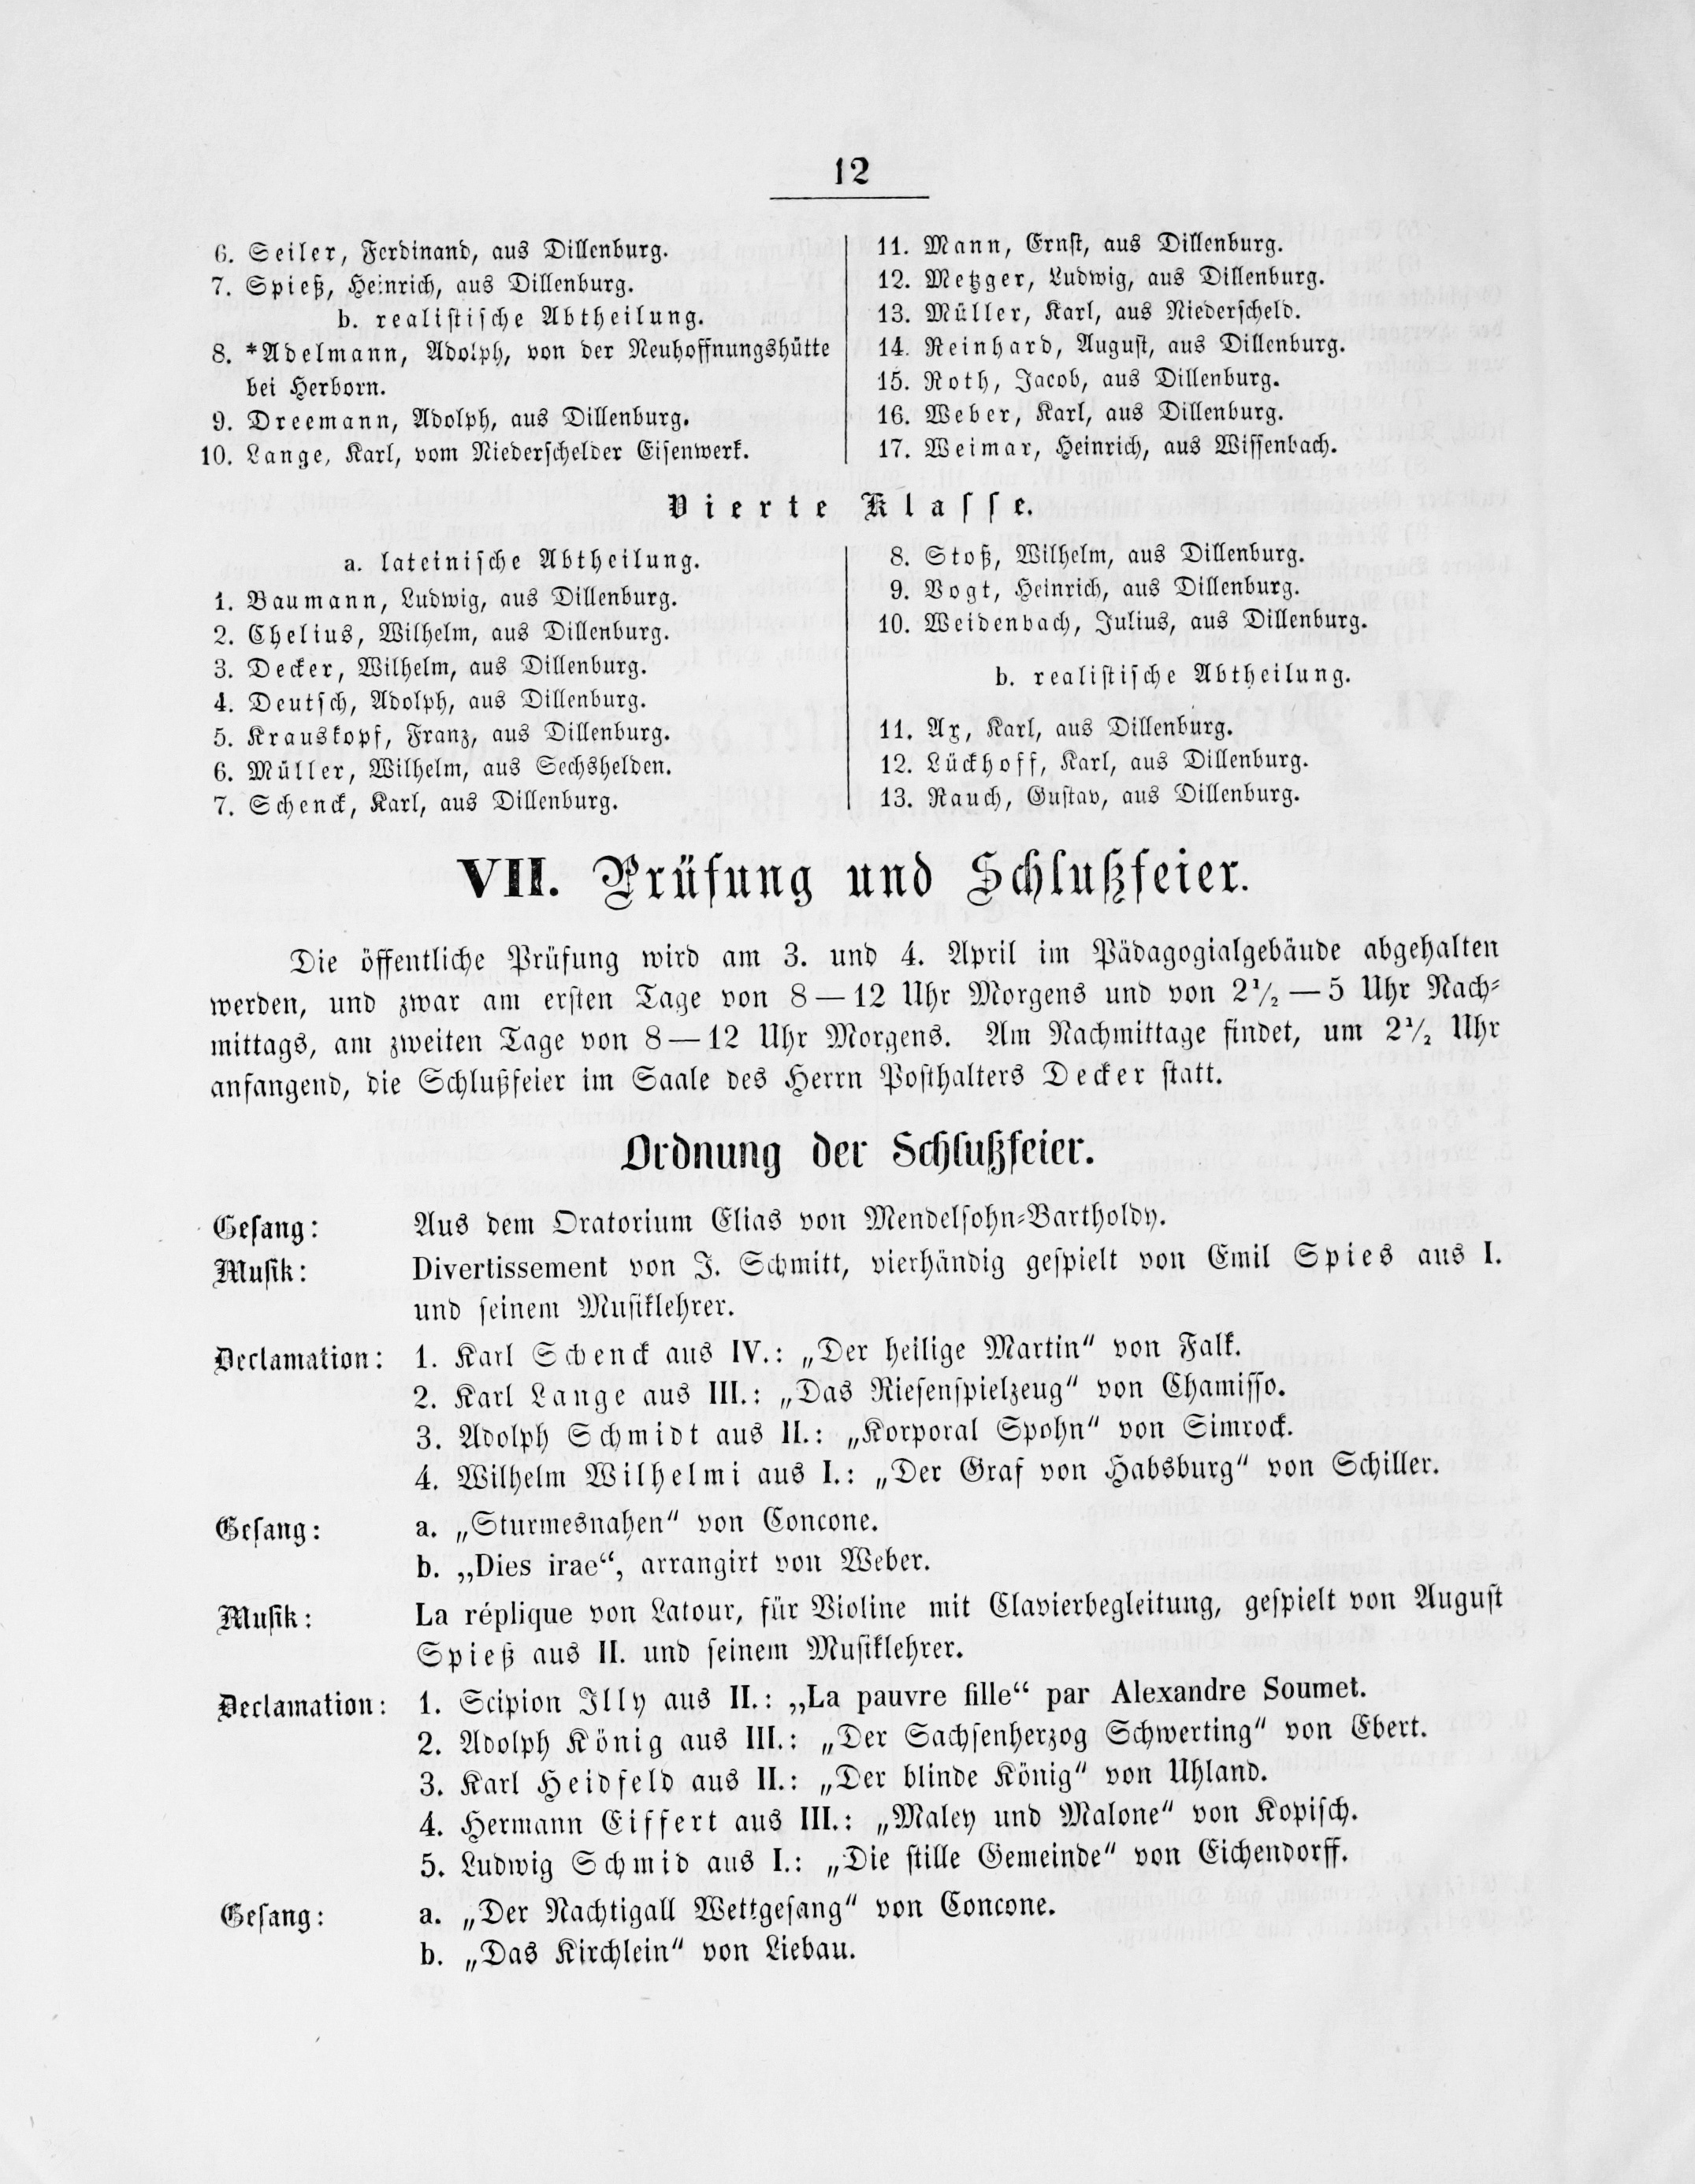 12
6. Seiler, Ferdinand, aus Dillenburg.
7. Spieß, Heinrich, aus Dillenburg.
b. realistische Abtheilung.
8. *Adelmann, Adolph, von der Neuhoffnungshütte
bei Herborn.
9. Dreemann, Adolph, aus Dillenburg.
10. Lange, Karl, vom Niederschelder Eisenwerk.
11. Mann, Ernst, aus Dillenburg.
12. Metzger, Ludwig, aus Dillenburg.
13. Müller, Karl, aus Niederscheld.
14. Reinhard, August, aus Dillenburg.
15. Roth, Jacob, aus Dillenburg.
16. Weber, Karl, aus Dillenburg.
17. Weimar, Heinrich, aus Wissenbach.
Vierte Klasse.
a. lateinische Abtheilung.
1. Baumann, Ludwig, aus Dillenburg.
2. Chelius, Wilhelm, aus Dillenburg.
3. Decker, Wilhelm, aus Dillenburg.
4. Deutsch, Adolph, aus Dillenburg.
5. Krauskopf, Franz, aus Dillenburg.
6. Müller, Wilhelm, aus Sechshelden.
7. Schenck, Karl, aus Dillenburg.
8. Stoß, Wilhelm, aus Dillenburg.
9. Vogt, Heinrich, aus Dillenburg.
10. Weidenbach, Julius, aus Dillenburg.
b. realistische Abtheilung.
11. Ax, Karl, aus Dillenburg.
12. Lückhoff, Karl, aus Dillenburg.
13. Rauch, Gustav, aus Dillenburg.
VII. Prüfung und Schlußfeier.
Die öffentliche Prüfung wird am 3. und 4. April im Pädagogialgebäude abgehalten
werden, und zwar am ersten Tage von 8—12 Uhr Morgens und von 2½—5 Uhr Nach-
mittags, am zweiten Tage von 8—12 Uhr Morgens. Am Nachmittage findet, um 2½ Uhr
anfangend, die Schlußfeier im Saale des Herrn Posthalters Decker statt.
Ordnung der Schlußfeier.
Gesang: Aus dem Oratorium Elias von Mendelsohn-Bartholdy.
Musik: Divertissement von J. Schmitt, vierhändig gespielt von Emil Spies aus I.
und seinem Musiklehrer.
Declamation: 1. Karl Schenck aus IV.: „Der heilige Martin“ von Falk.
2. Karl Lange aus III.: „Das Riesenspielzeug“ von Chamisso.
3. Adolph Schmidt aus II.: „Korporal Spohn“ von Simrock.
4. Wilhelm Wilhelmi aus I.: „Der Graf von Habsburg“ von Schiller.
Gesang: a. „Sturmesnahen“ von Concone.
b. „Dies irae“, arrangirt von Weber.
Musik: La réplique von Latour, für Violine mit Clavierbegleitung, gespielt von August
Spieß aus II. und seinem Musiklehrer.
Declamation: 1. Scipion Illy aus II.: „La pauvre fille“ par Alexandre Soumet.
2. Adolph König aus III.: „Der Sachsenherzog Schwerting“ von Ebert.
3. Karl Heidfeld aus II.: „Der blinde König“ von Uhland.
4. Hermann Eiffert aus III.: „Maley und Malone“ von Kopisch.
5. Ludwig Schmid aus I.: „Die stille Gemeinde“ von Eichendorff.
Gesang: a. „Der Nachtigall Wettgesang“ von Concone.
b. „Das Kirchlein“ von Liebau.